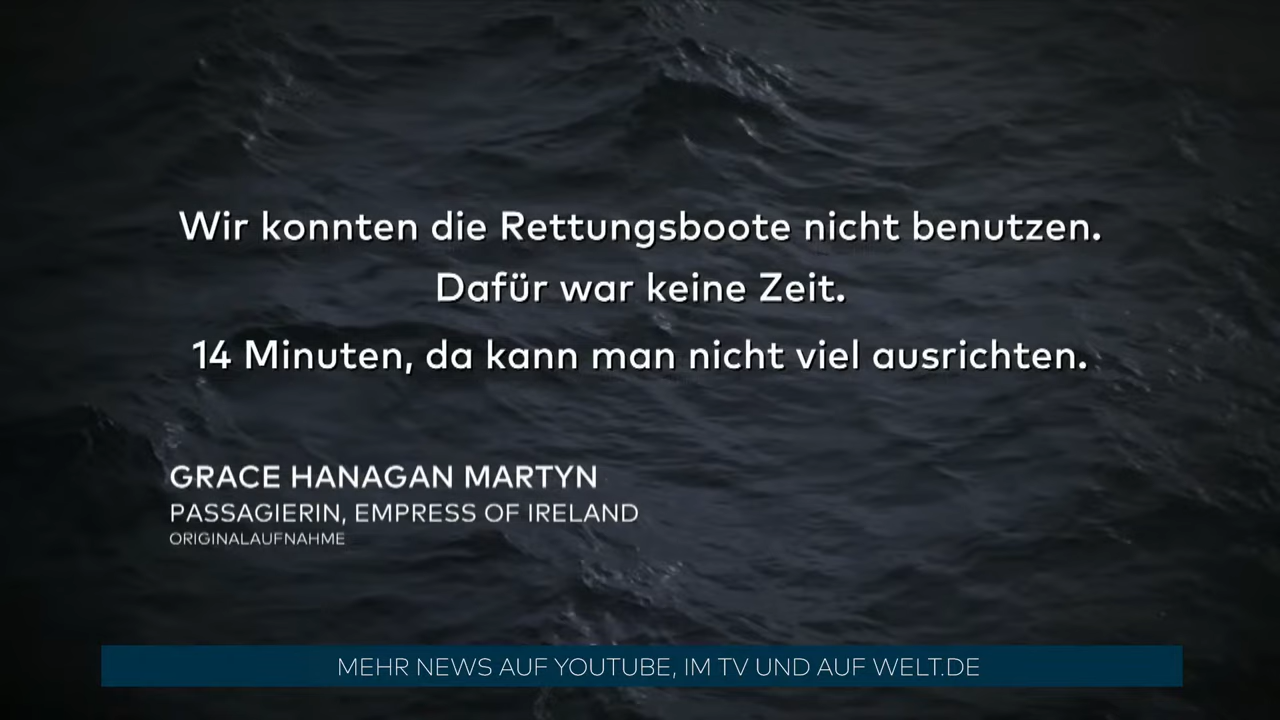 Wir konnten die Rettungsboote nicht benutzen.
Dafür war keine Zeit.
14 Minuten, da kann man nicht viel ausrichten.
GRACE HANAGAN MARTYN
PASSAGIERIN, EMPRESS OF IRELAND
ORIGINALAUFNAHME
MEHR NEWS AUF YOUTUBE, IM TV UND AUF WELT.DE